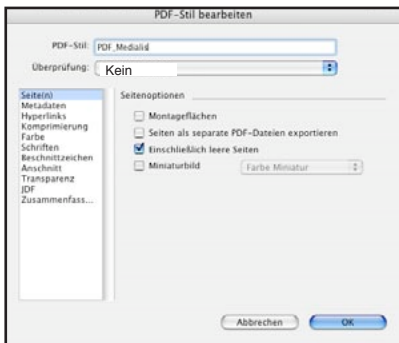 PDF-Stil bearbeiten
PDF-Stil: PDF_Medialid
Überprüfung: Kein
Seite(n)
Metadaten
Hyperlinks
Komprimierung
Farbe
Schriften
Beschnittzeichen
Anschnitt
Transparenz
JDF
Zusammenfass...
Seitenoptionen
Montageflächen
Seiten als separate PDF-Dateien exportieren
Einschließlich leere Seiten
Miniaturbild Farbe Miniatur
Abbrechen OK